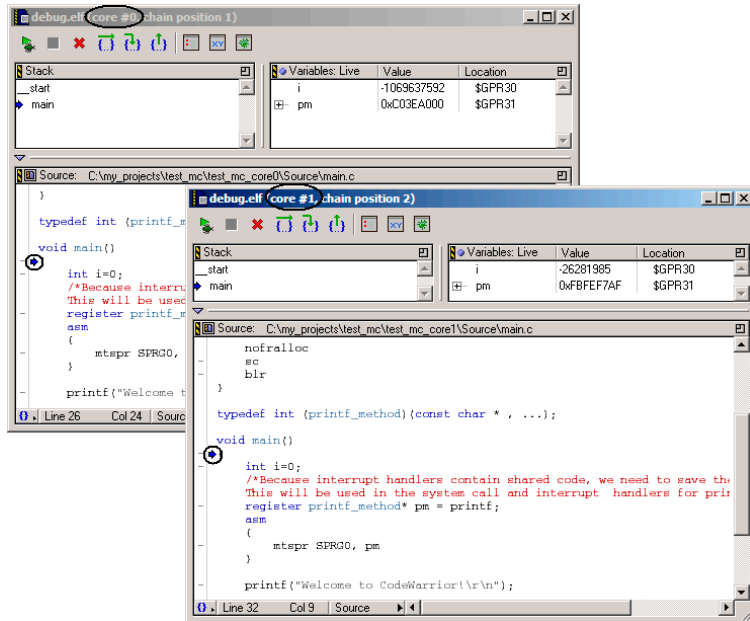 debug.elf (core #0, chain position 1)
Stack
__start
main
Variables: Live Value Location
i -1069637592 $GPR30
pm 0xC03EA000 $GPR31
Source: C:\my_projects\test_mc\test_mc_core0\Source\main.c
}
typedef int (printf_m
void main()
int i=0;
/*Because interru
This will be used
register printf_m
asm
{
mtspr SPRG0,
}
printf("Welcome t
Line 26 Col 24 Sourc
debug.elf (core #1, chain position 2)
Stack
__start
main
Variables: Live Value Location
i -26281985 $GPR30
pm 0xFBFEF7AF $GPR31
Source: C:\my_projects\test_mc\test_mc_core1\Source\main.c
nofralloc
sc
blr
}
typedef int (printf_method)(const char * , ...);
void main()
int i=0;
/*Because interrupt handlers contain shared code, we need to save the
This will be used in the system call and interrupt handlers for prin
register printf_method* pm = printf;
asm
{
mtspr SPRG0, pm
}
printf("Welcome to CodeWarrior!\r\n");
Line 32 Col 9 Source